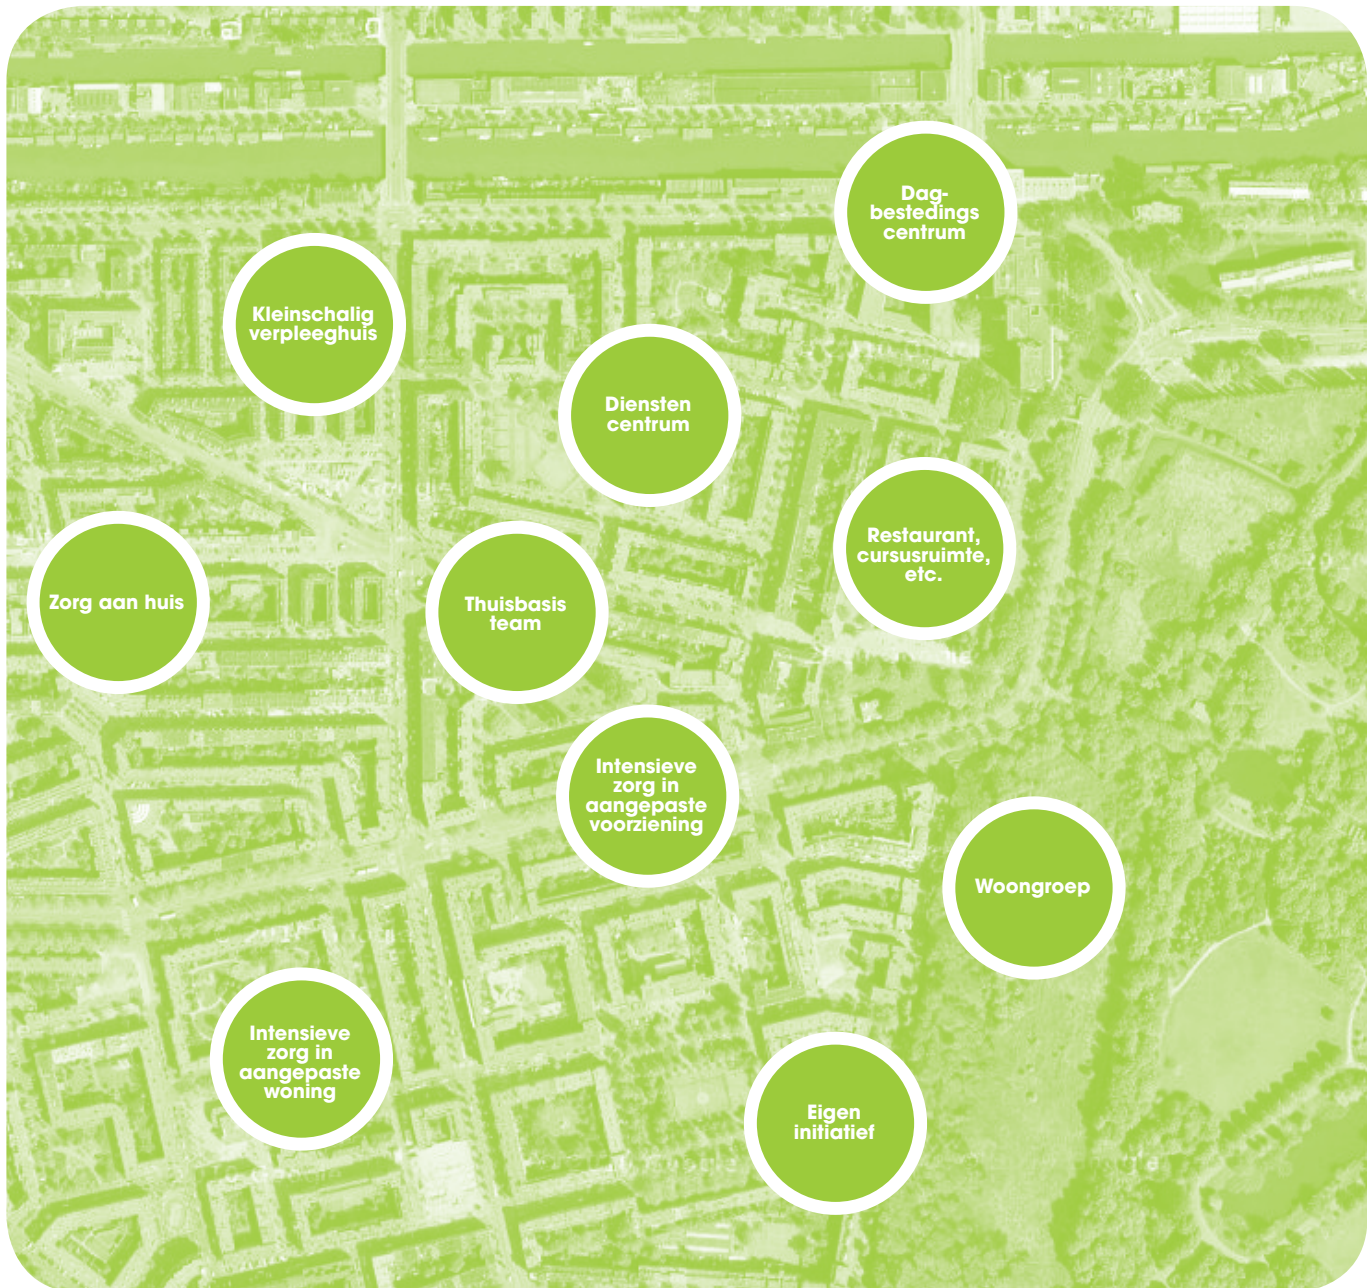 Dag-
bestedings
centrum
Kleinschalig
verpleeghuis
Diensten
centrum
Restaurant,
cursusruimte,
etc.
Zorg aan huis
Thuisbasis
team
Intensieve
zorg in
aangepaste
voorziening
Woongroep
Intensieve
zorg in
aangepaste
woning
Eigen
initiatief